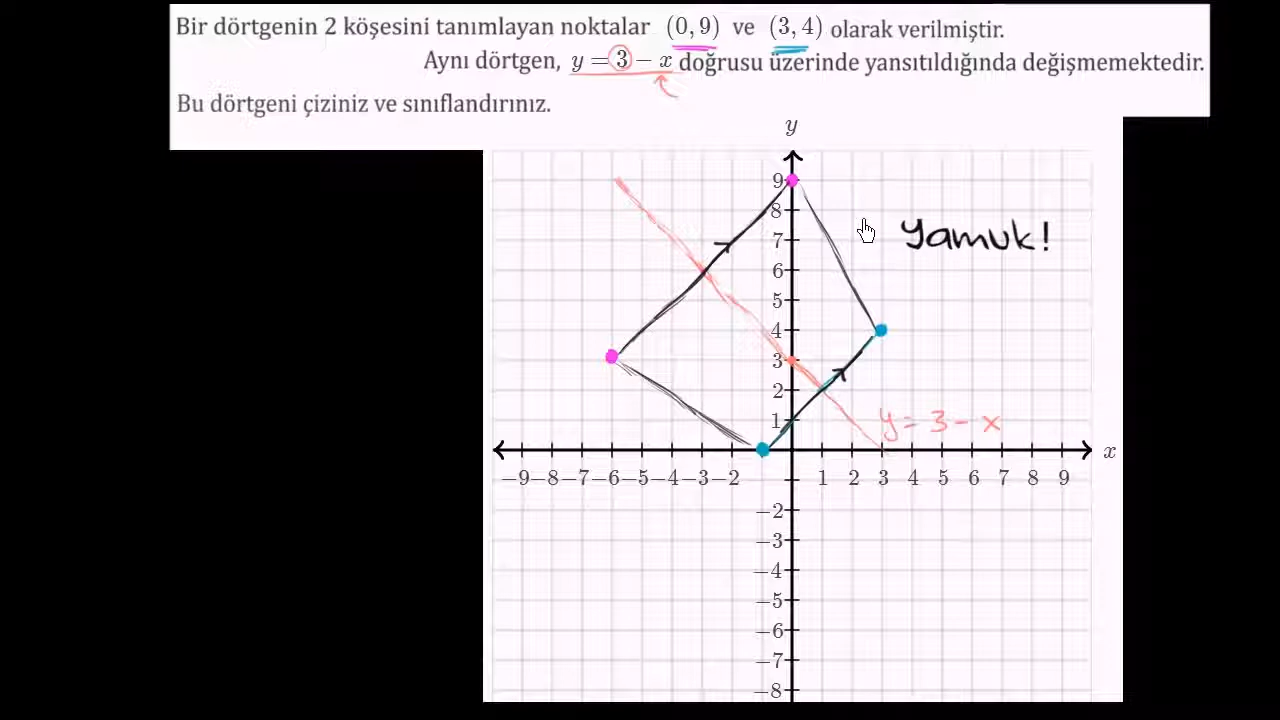 Bir dörtgenin 2 köşesini tanımlayan noktalar (0, 9) ve (3, 4) olarak verilmiştir.
Aynı dörtgen, y = 3 − x doğrusu üzerinde yansıtıldığında değişmemektedir.
Bu dörtgeni çiziniz ve sınıflandırınız.
y
9
8
Yamuk!
7
6
5
4
3
2
1
y = 3 − x
x
−9 −8 −7 −6 −5 −4 −3 −2 1 2 3 4 5 6 7 8 9
−2
−3
−4
−5
−6
−7
−8